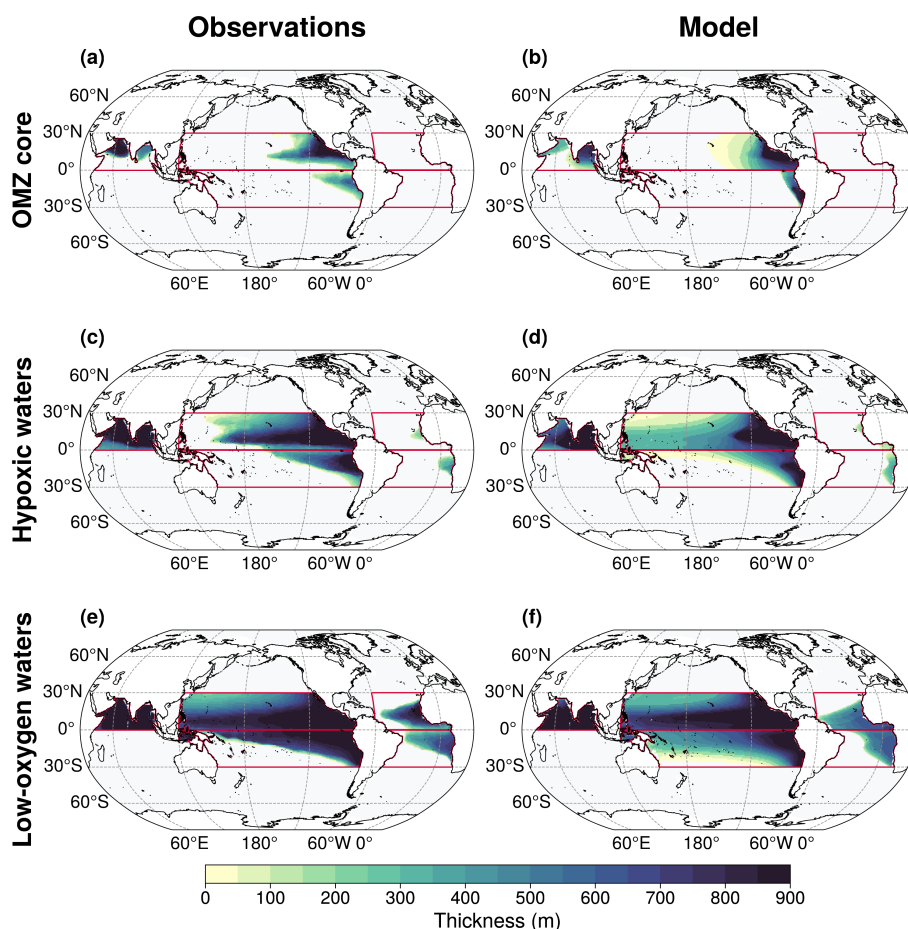 Observations
Model
OMZ core
(a)
60°N
30°N
0°
30°S
60°S
60°E 180° 60°W 0°
(b)
60°N
30°N
0°
30°S
60°S
60°E 180° 60°W 0°
Hypoxic waters
(c)
60°N
30°N
0°
30°S
60°S
60°E 180° 60°W 0°
(d)
60°N
30°N
0°
30°S
60°S
60°E 180° 60°W 0°
Low-oxygen waters
(e)
60°N
30°N
0°
30°S
60°S
60°E 180° 60°W 0°
(f)
60°N
30°N
0°
30°S
60°S
60°E 180° 60°W 0°
0 100 200 300 400 500 600 700 800 900
Thickness (m)